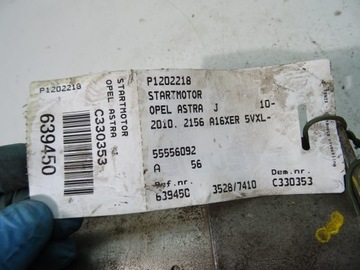 P1202218
STARTMOTOR
OPEL ASTRA J 10-
2010. 2156 A16XER 5VXL-
55556092
A 56
Ref.nr. Dem.nr.
639450 3528/7410 C330353
P1202218
STARTMOTOR
OPEL ASTRA J
C330353
639450